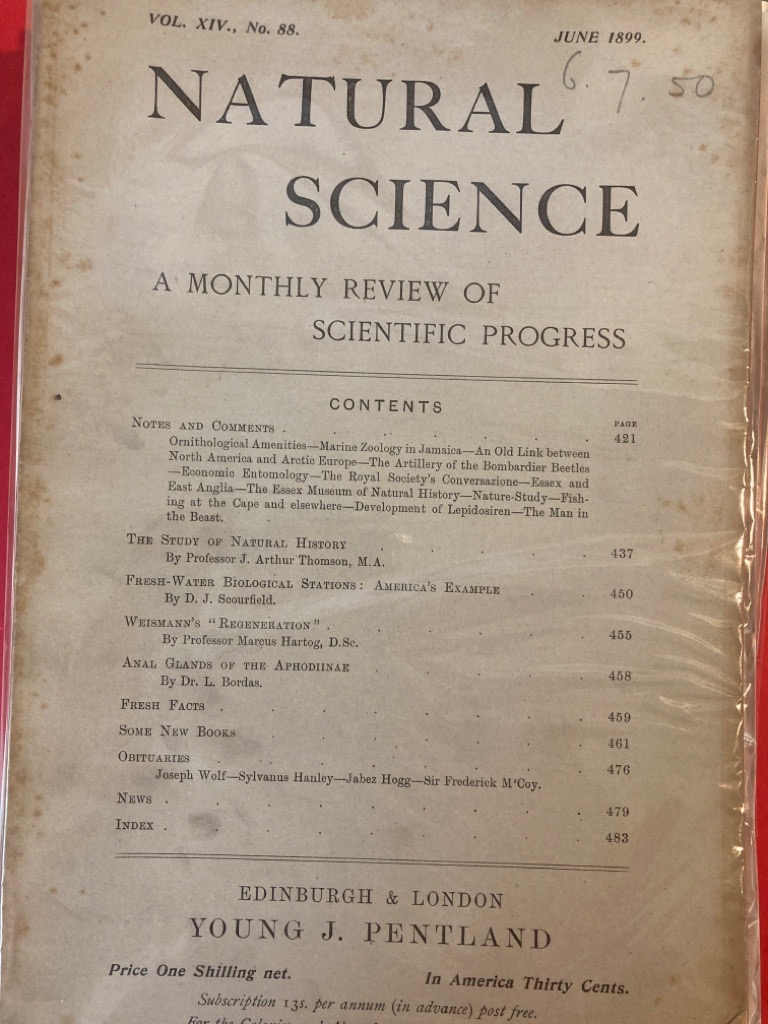 VOL. XIV., No. 88.
JUNE 1899.
6. 7. 50
NATURAL
SCIENCE
A MONTHLY REVIEW OF
SCIENTIFIC PROGRESS
CONTENTS
PAGE
NOTES AND COMMENTS . . . . . . . . 421
Ornithological Amenities—Marine Zoology in Jamaica—An Old Link between
North America and Arctic Europe—The Artillery of the Bombardier Beetles
—Economic Entomology—The Royal Society's Conversazione—Essex and
East Anglia—The Essex Museum of Natural History—Nature-Study—Fish-
ing at the Cape and elsewhere—Development of Lepidosiren—The Man in
the Beast.
THE STUDY OF NATURAL HISTORY . . . . . 437
By Professor J. Arthur Thomson, M.A.
FRESH-WATER BIOLOGICAL STATIONS: AMERICA'S EXAMPLE . . 450
By D. J. Scourfield.
WEISMANN'S "REGENERATION" . . . . . . 455
By Professor Marcus Hartog, D.Sc.
ANAL GLANDS OF THE APHODIINAE . . . . . 458
By Dr. L. Bordas.
FRESH FACTS . . . . . . . . 459
SOME NEW BOOKS . . . . . . . 461
OBITUARIES . . . . . . . . 476
Joseph Wolf—Sylvanus Hanley—Jabez Hogg—Sir Frederick M'Coy.
NEWS . . . . . . . . . 479
INDEX . . . . . . . . . 483
EDINBURGH & LONDON
YOUNG J. PENTLAND
Price One Shilling net.
In America Thirty Cents.
Subscription 13s. per annum (in advance) post free.
For the